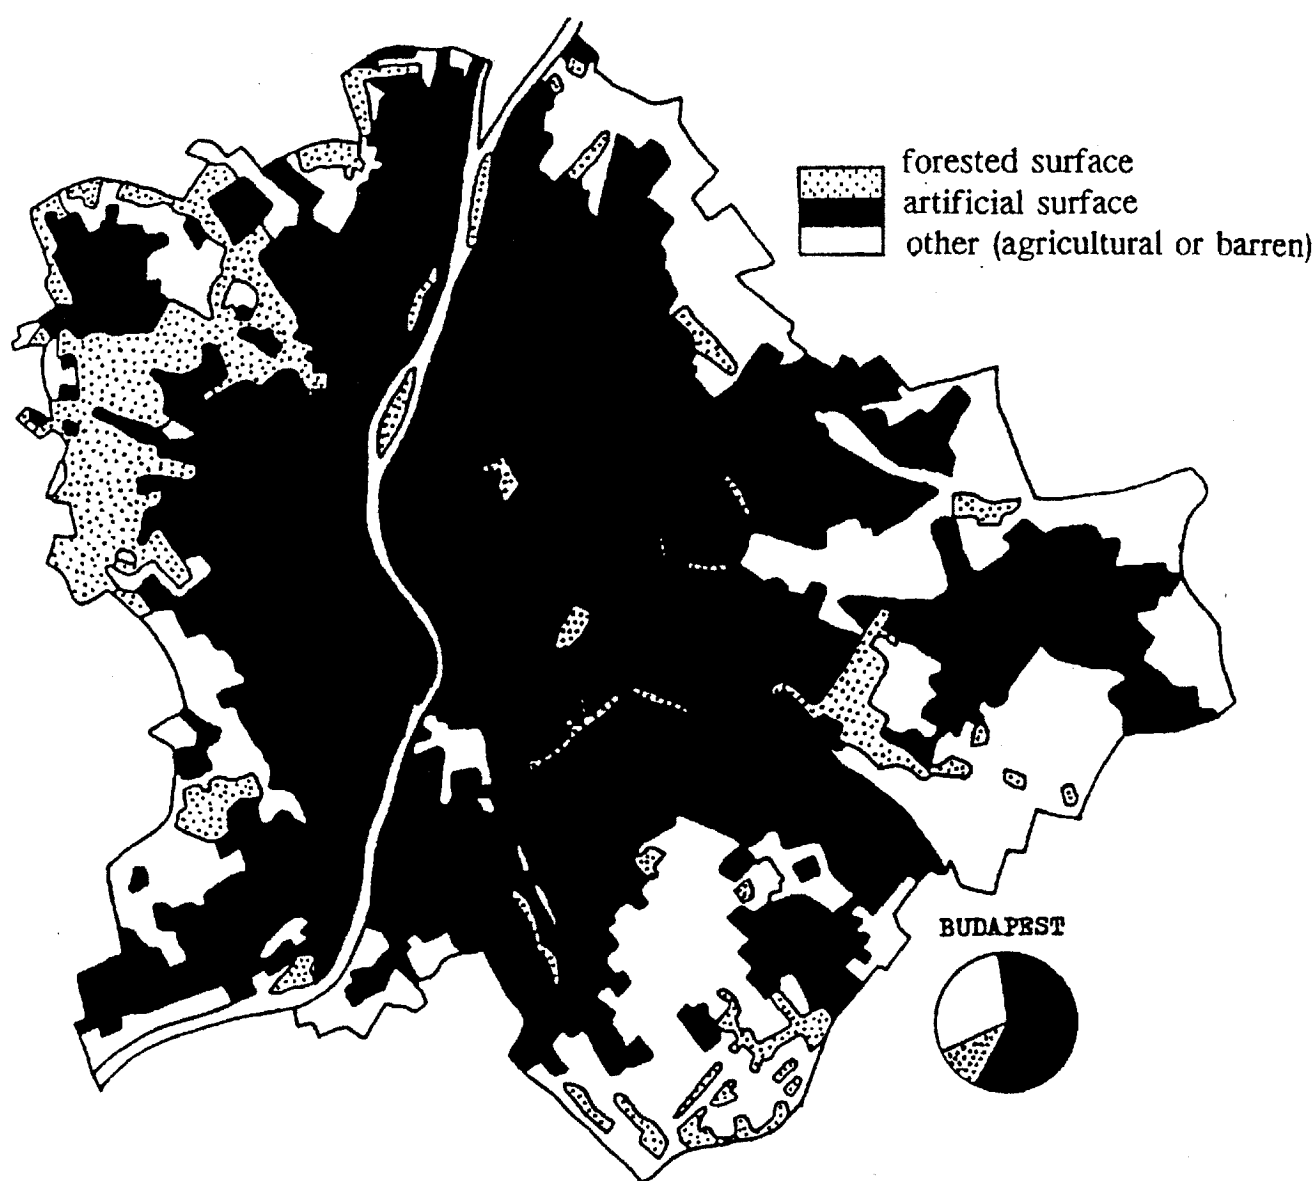 forested surface
artificial surface
other (agricultural or barren)
BUDAPEST